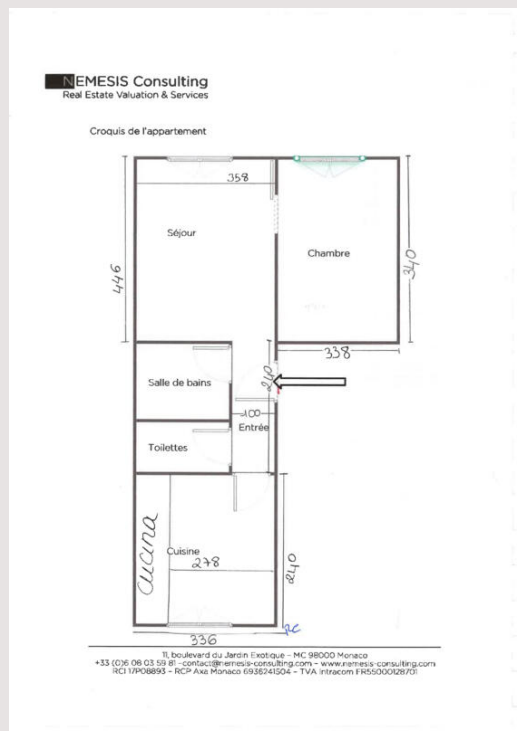 NEMESIS Consulting
Real Estate Valuation & Services
Croquis de l'appartement
358
Séjour
Chambre
446
340
338
Salle de bains
240
100
Entrée
Toilettes
cucina
Cuisine
278
240
336
RC
11, boulevard du Jardin Exotique – MC 98000 Monaco
+33 (0)6 08 03 59 81 –contact@nemesis-consulting.com – www.nemesis-consulting.com
RCI 17P08893 – RCP Axa Monaco 6936241504 – TVA Intracom FR55000128701